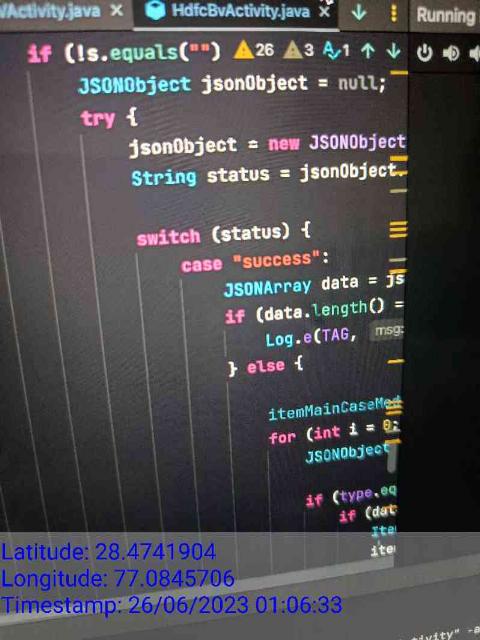 VActivity.java × HdfcBvActivity.java × Running
if (!s.equals("") 26 3 1
JSONObject jsonObject = null;
try {
jsonObject = new JSONObject
String status = jsonObject.
switch (status) {
case "success":
JSONArray data = js
if (data.length() =
Log.e(TAG, msg:
} else {
itemMainCaseMod
for (int i = 0;
JSONObject
if (type.eq
if (dat
Ite
ite
Latitude: 28.4741904
Longitude: 77.0845706
Timestamp: 26/06/2023 01:06:33
ctivity" -a